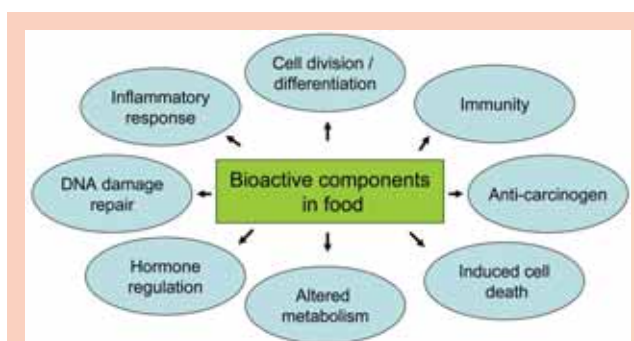 Cell division /
differentiation
Inflammatory
response
Immunity
DNA damage
repair
Bioactive components
in food
Anti-carcinogen
Hormone
regulation
Altered
metabolism
Induced cell
death